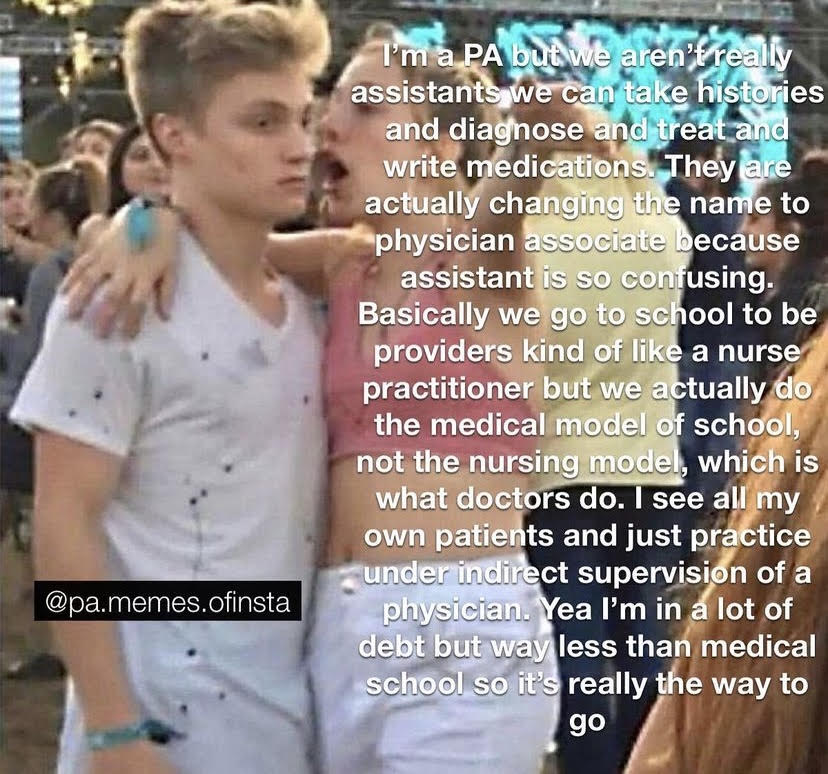 I'm a PA but we aren't really
assistants we can take histories
and diagnose and treat and
write medications. They are
actually changing the name to
physician associate because
assistant is so confusing.
Basically we go to school to be
providers kind of like a nurse
practitioner but we actually do
the medical model of school,
not the nursing model, which is
what doctors do. I see all my
own patients and just practice
under indirect supervision of a
physician. Yea I'm in a lot of
debt but way less than medical
school so it's really the way to
go
@pa.memes.ofinsta